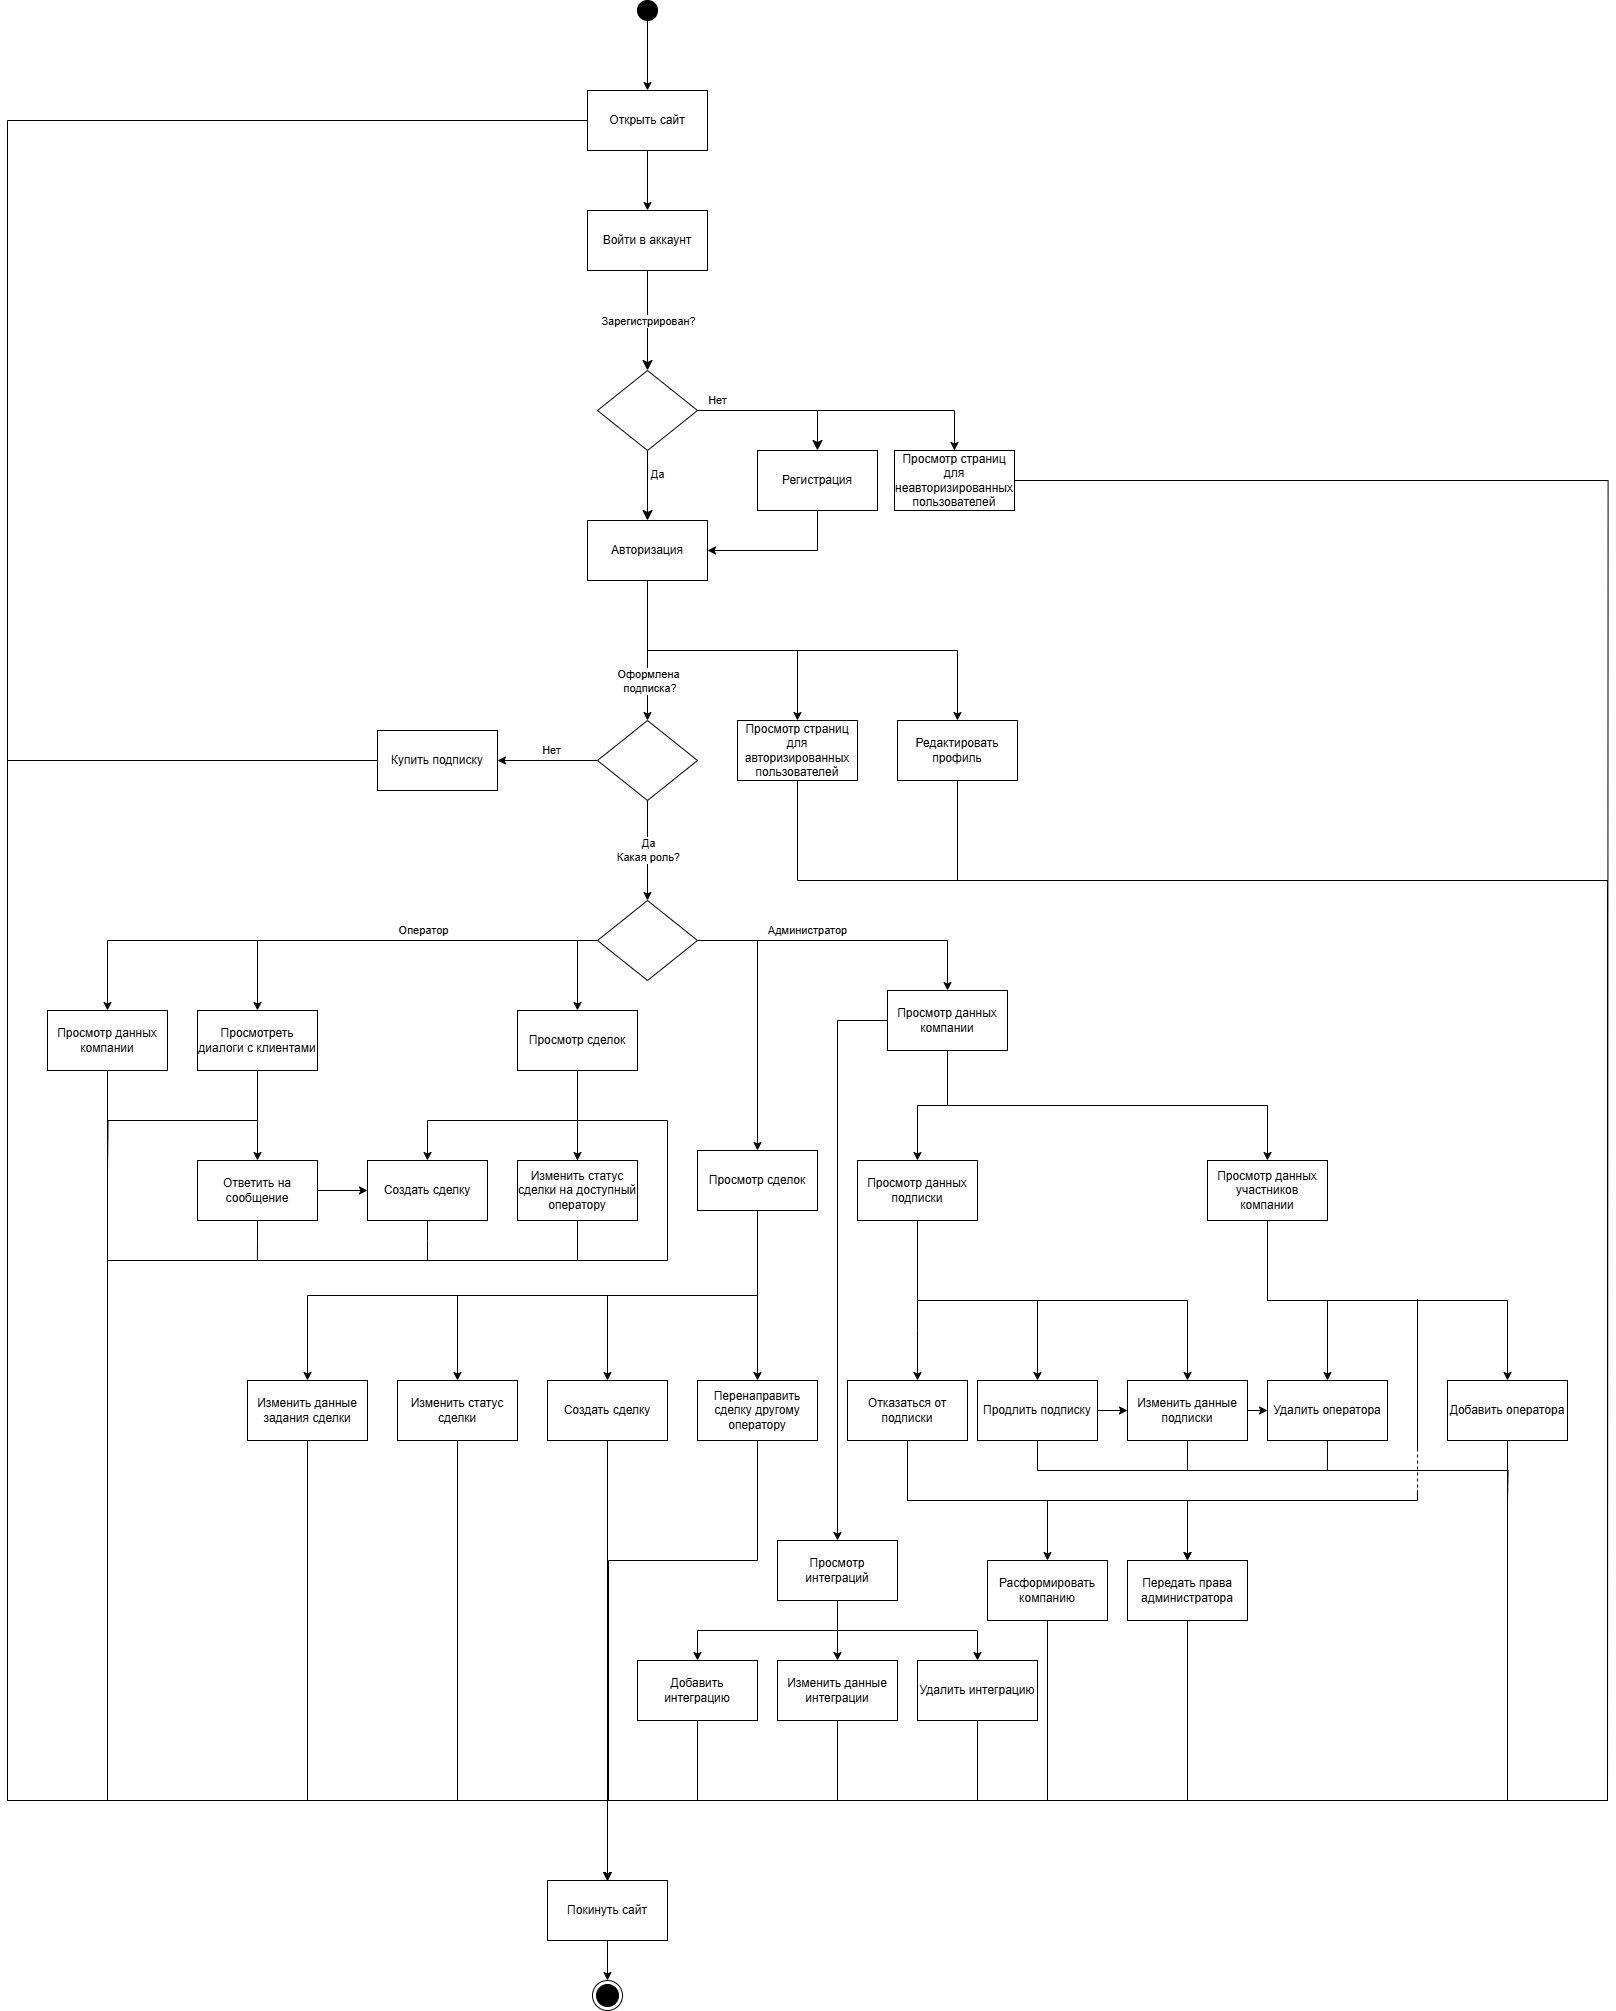 Открыть сайт
Войти в аккаунт
Зарегистрирован?
Нет
Да
Регистрация
Просмотр страниц
для
неавторизированных
пользователей
Авторизация
Оформлена
подписка?
Нет
Купить подписку
Просмотр страниц
для
авторизированных
пользователей
Редактировать
профиль
Да
Какая роль?
Оператор
Администратор
Просмотр данных
компании
Просмотреть
диалоги с клиентами
Просмотр сделок
Просмотр данных
компании
Ответить на
сообщение
Создать сделку
Изменить статус
сделки на доступный
оператору
Просмотр сделок
Просмотр данных
подписки
Просмотр данных
участников
компании
Изменить данные
задания сделки
Изменить статус
сделки
Создать сделку
Перенаправить
сделку другому
оператору
Отказаться от
подписки
Продлить подписку
Изменить данные
подписки
Удалить оператора
Добавить оператора
Просмотр
интеграций
Расформировать
компанию
Передать права
администратора
Добавить
интеграцию
Изменить данные
интеграции
Удалить интеграцию
Покинуть сайт